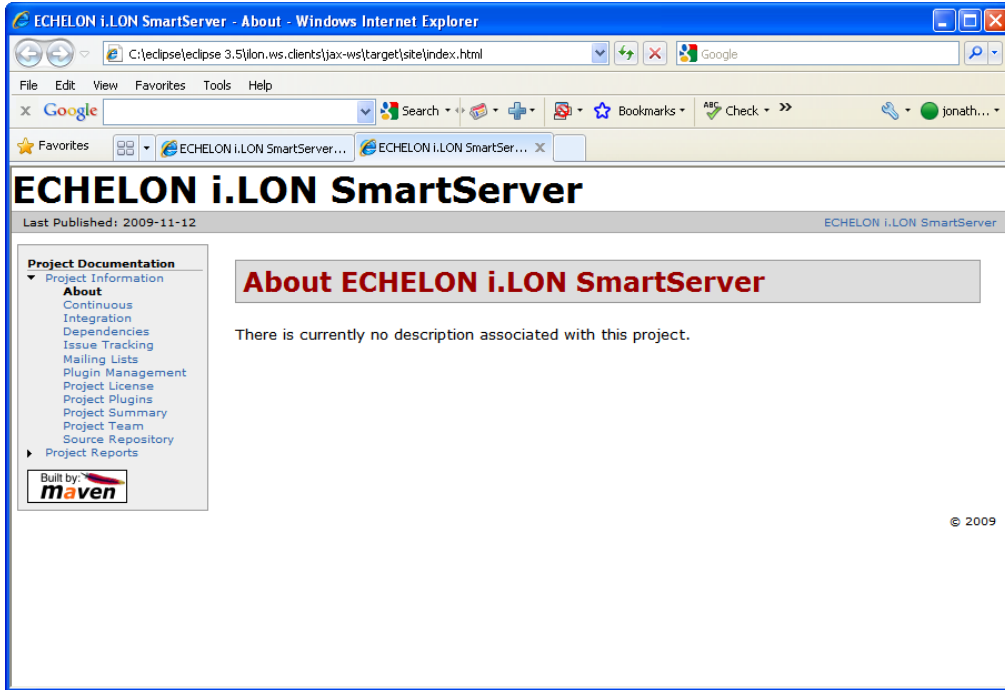 ECHELON i.LON SmartServer - About - Windows Internet Explorer
C:\eclipse\eclipse 3.5\ilon.ws.clients\jax-ws\target\site\index.html
Google
File Edit View Favorites Tools Help
x Google Search Bookmarks ABC Check jonath...
Favorites ECHELON i.LON SmartServer... ECHELON i.LON SmartSer... X
ECHELON i.LON SmartServer
Last Published: 2009-11-12 ECHELON i.LON SmartServer
Project Documentation
Project Information
About
Continuous
Integration
Dependencies
Issue Tracking
Mailing Lists
Plugin Management
Project License
Project Plugins
Project Summary
Project Team
Source Repository
Project Reports
Built by:
maven
About ECHELON i.LON SmartServer
There is currently no description associated with this project.
© 2009